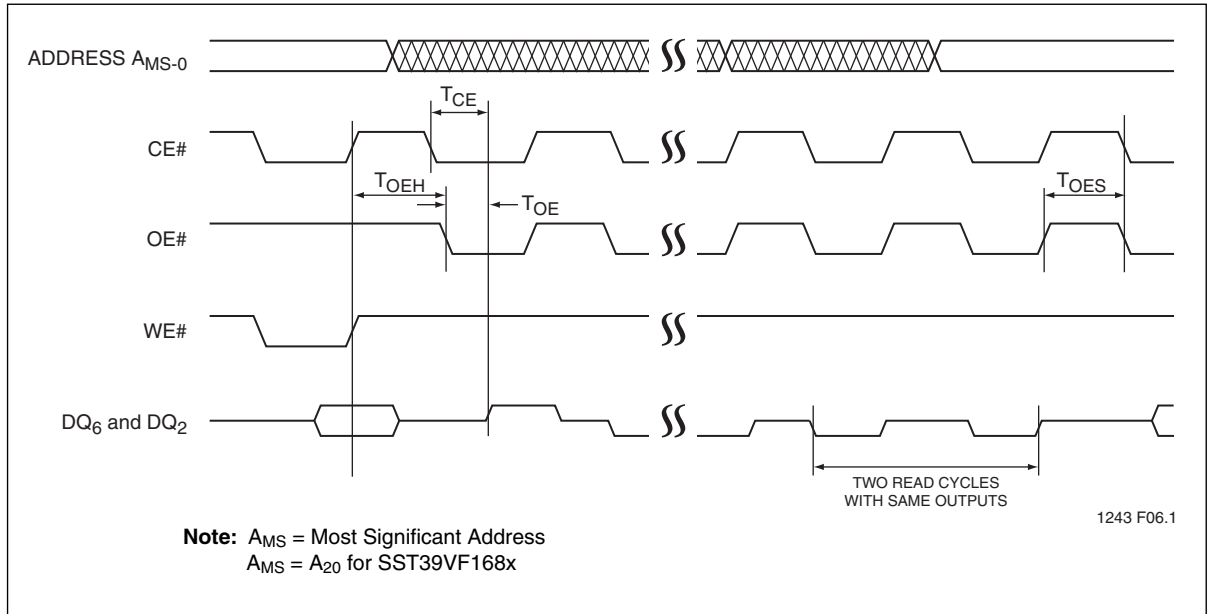 ADDRESS AMS-0
TCE
CE#
TOEH
TOE
TOES
OE#
WE#
DQ6 and DQ2
TWO READ CYCLES
WITH SAME OUTPUTS
1243 F06.1
Note: AMS = Most Significant Address
AMS = A20 for SST39VF168x